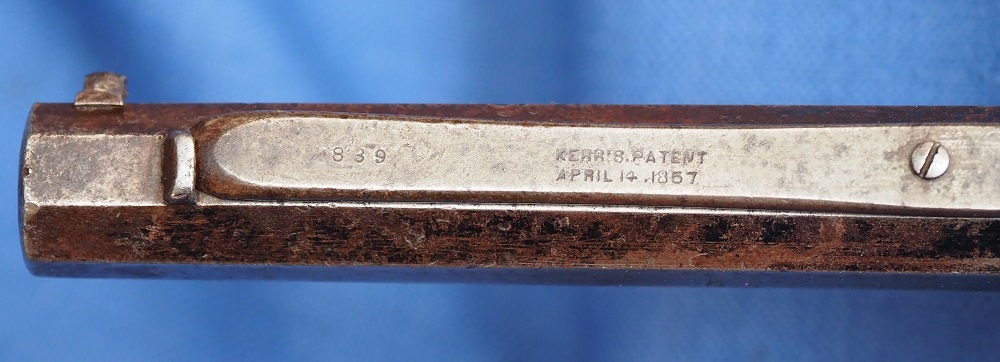 839
KERR'S.PATENT
APRIL 14.1857